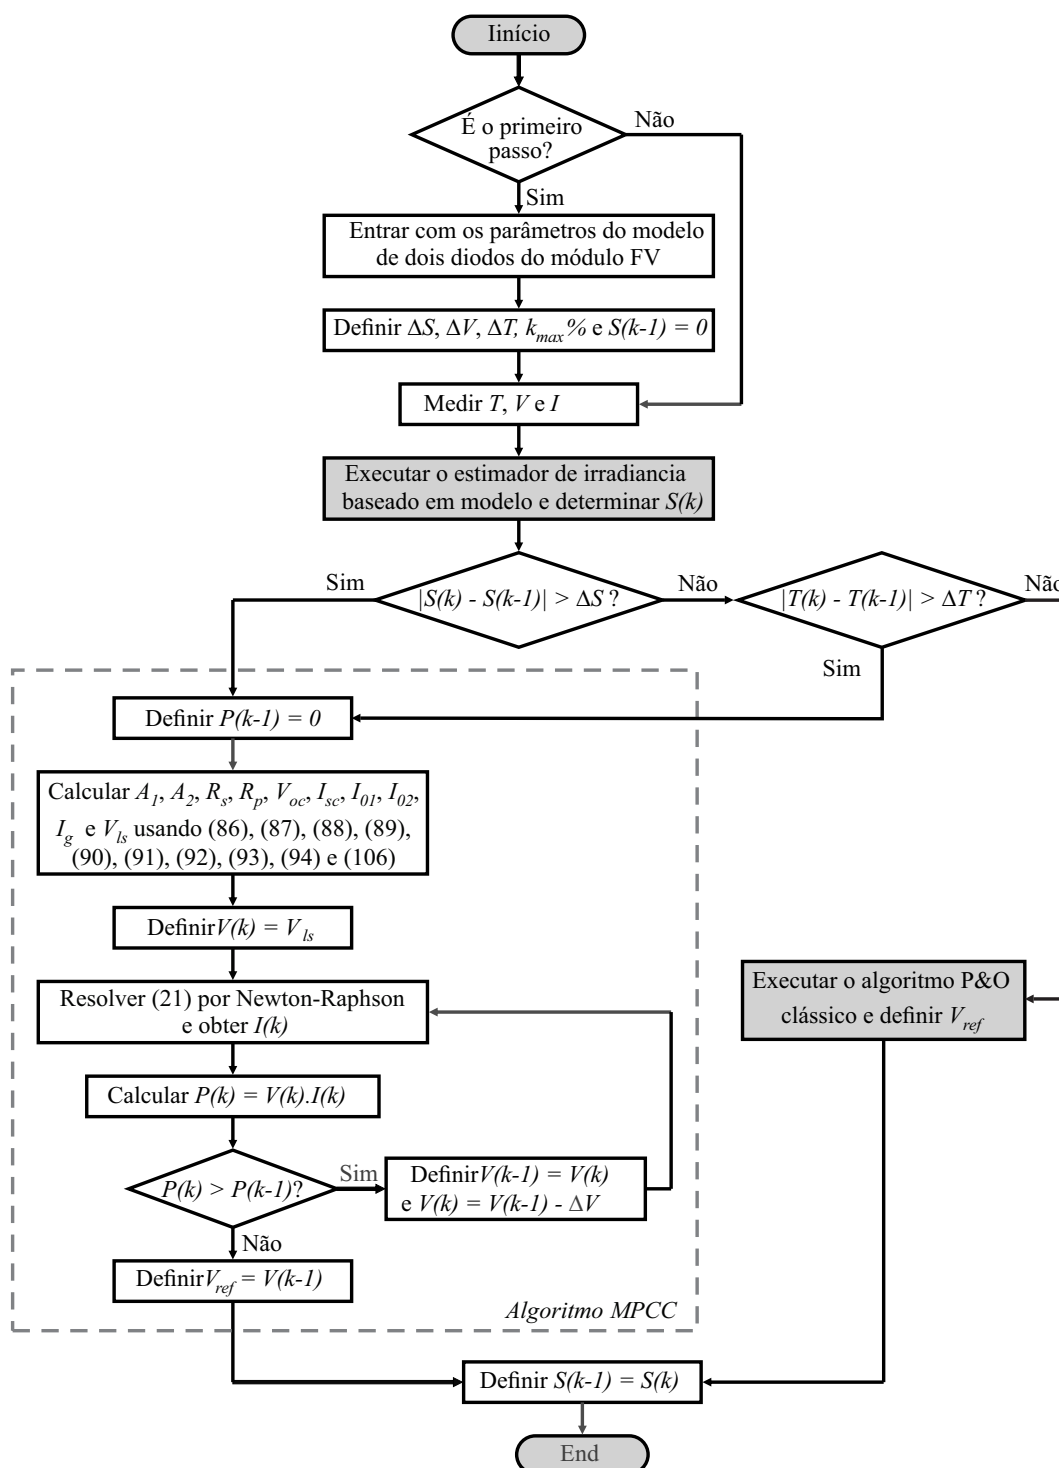 Iinício
É o primeiro
passo?
Não
Sim
Entrar com os parâmetros do modelo
de dois diodos do módulo FV
Definir ΔS, ΔV, ΔT, k_max% e S(k-1) = 0
Medir T, V e I
Executar o estimador de irradiancia
baseado em modelo e determinar S(k)
Sim
|S(k) - S(k-1)| > ΔS ?
Não
|T(k) - T(k-1)| > ΔT ?
Não
Sim
Definir P(k-1) = 0
Calcular A_1, A_2, R_s, R_p, V_oc, I_sc, I_01, I_02,
I_g e V_ls usando (86), (87), (88), (89),
(90), (91), (92), (93), (94) e (106)
Definir V(k) = V_ls
Resolver (21) por Newton-Raphson
e obter I(k)
Executar o algoritmo P&O
clássico e definir V_ref
Calcular P(k) = V(k).I(k)
P(k) > P(k-1)?
Sim
Definir V(k-1) = V(k)
e V(k) = V(k-1) - ΔV
Não
Definir V_ref = V(k-1)
Algoritmo MPCC
Definir S(k-1) = S(k)
End